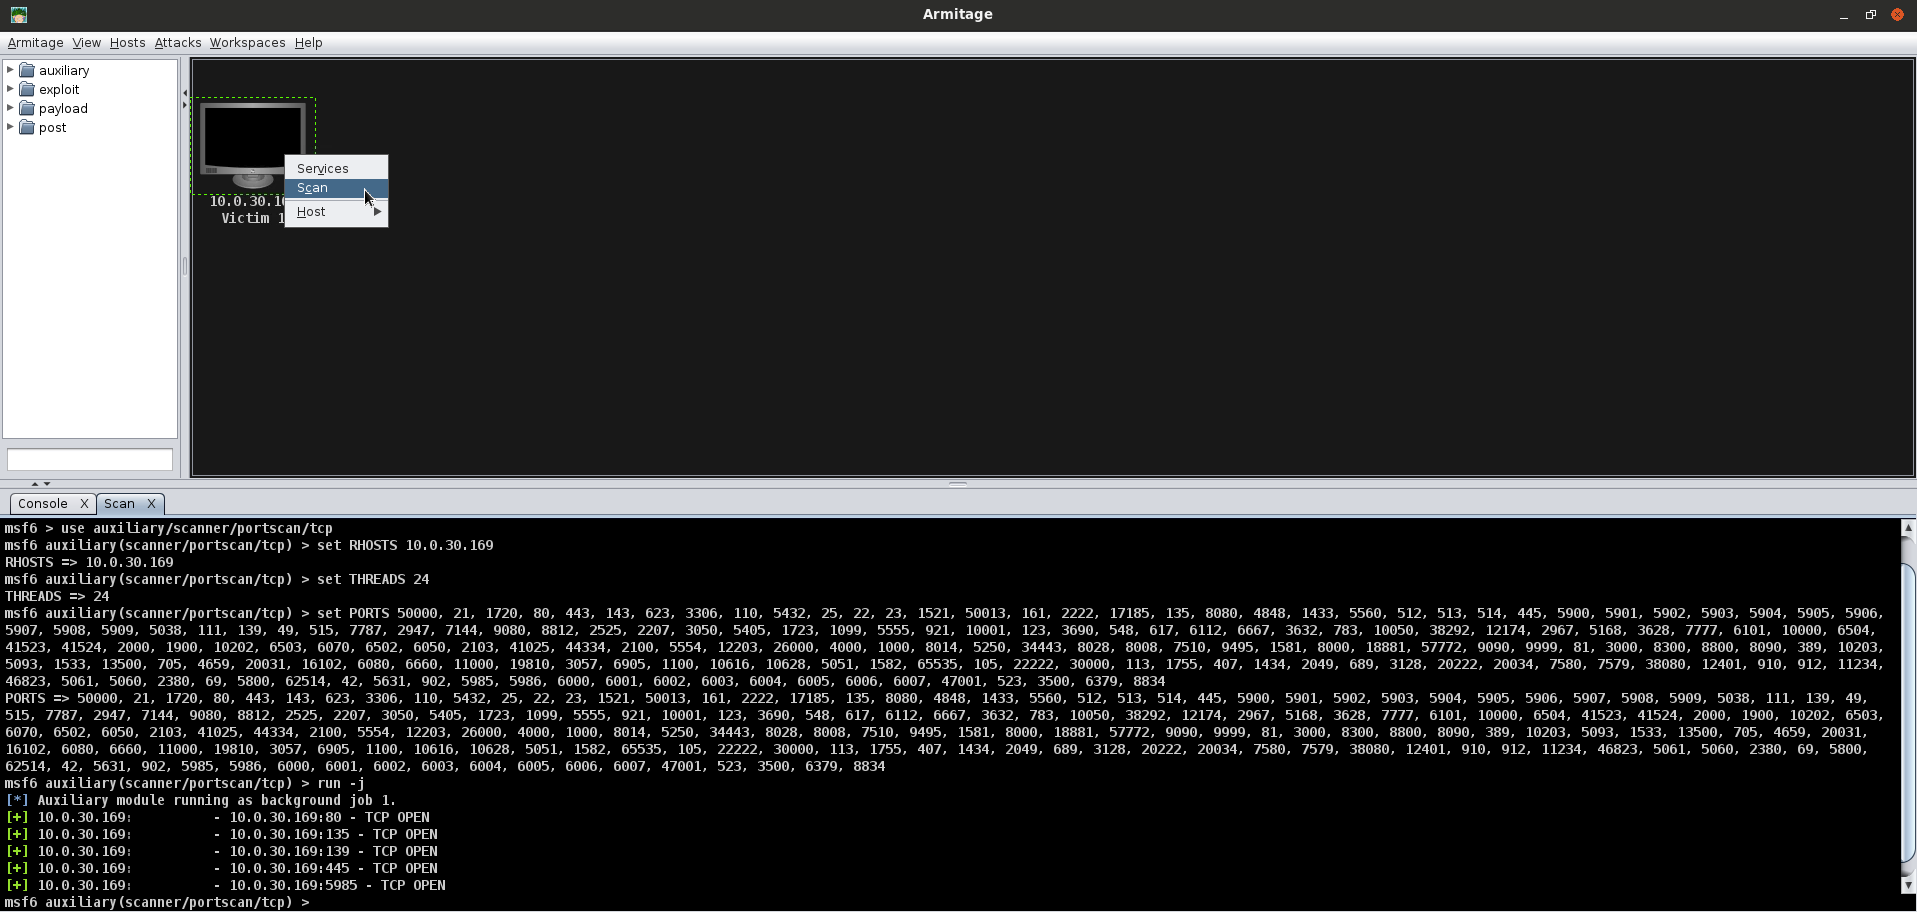 Armitage
Armitage View Hosts Attacks Workspaces Help
auxiliary
exploit
payload
post
Services
Scan
Host
10.0.30.1
Victim 1
Console X Scan X
msf6 > use auxiliary/scanner/portscan/tcp
msf6 auxiliary(scanner/portscan/tcp) > set RHOSTS 10.0.30.169
RHOSTS => 10.0.30.169
msf6 auxiliary(scanner/portscan/tcp) > set THREADS 24
THREADS => 24
msf6 auxiliary(scanner/portscan/tcp) > set PORTS 50000, 21, 1720, 80, 443, 143, 623, 3306, 110, 5432, 25, 22, 23, 1521, 50013, 161, 2222, 17185, 135, 8080, 4848, 1433, 5560, 512, 513, 514, 445, 5900, 5901, 5902, 5903, 5904, 5905, 5906,
5907, 5908, 5909, 5038, 111, 139, 49, 515, 7787, 2947, 7144, 9080, 8812, 2525, 2207, 3050, 5405, 1723, 1099, 5555, 921, 10001, 123, 3690, 548, 617, 6112, 6667, 3632, 783, 10050, 38292, 12174, 2967, 5168, 3628, 7777, 6101, 10000, 6504,
41523, 41524, 2000, 1900, 10202, 6503, 6070, 6502, 6050, 2103, 41025, 44334, 2100, 5554, 12203, 26000, 4000, 1000, 8014, 5250, 34443, 8028, 8008, 7510, 9495, 1581, 8000, 18881, 57772, 9090, 9999, 81, 3000, 8300, 8800, 8090, 389, 10203,
5093, 1533, 13500, 705, 4659, 20031, 16102, 6080, 6660, 11000, 19810, 3057, 6905, 1100, 10616, 10628, 5051, 1582, 65535, 105, 22222, 30000, 113, 1755, 407, 1434, 2049, 689, 3128, 20222, 20034, 7580, 7579, 38080, 12401, 910, 912, 11234,
46823, 5061, 5060, 2380, 69, 5800, 62514, 42, 5631, 902, 5985, 5986, 6000, 6001, 6002, 6003, 6004, 6005, 6006, 6007, 47001, 523, 3500, 6379, 8834
PORTS => 50000, 21, 1720, 80, 443, 143, 623, 3306, 110, 5432, 25, 22, 23, 1521, 50013, 161, 2222, 17185, 135, 8080, 4848, 1433, 5560, 512, 513, 514, 445, 5900, 5901, 5902, 5903, 5904, 5905, 5906, 5907, 5908, 5909, 5038, 111, 139, 49,
515, 7787, 2947, 7144, 9080, 8812, 2525, 2207, 3050, 5405, 1723, 1099, 5555, 921, 10001, 123, 3690, 548, 617, 6112, 6667, 3632, 783, 10050, 38292, 12174, 2967, 5168, 3628, 7777, 6101, 10000, 6504, 41523, 41524, 2000, 1900, 10202, 6503,
6070, 6502, 6050, 2103, 41025, 44334, 2100, 5554, 12203, 26000, 4000, 1000, 8014, 5250, 34443, 8028, 8008, 7510, 9495, 1581, 8000, 18881, 57772, 9090, 9999, 81, 3000, 8300, 8800, 8090, 389, 10203, 5093, 1533, 13500, 705, 4659, 20031,
16102, 6080, 6660, 11000, 19810, 3057, 6905, 1100, 10616, 10628, 5051, 1582, 65535, 105, 22222, 30000, 113, 1755, 407, 1434, 2049, 689, 3128, 20222, 20034, 7580, 7579, 38080, 12401, 910, 912, 11234, 46823, 5061, 5060, 2380, 69, 5800,
62514, 42, 5631, 902, 5985, 5986, 6000, 6001, 6002, 6003, 6004, 6005, 6006, 6007, 47001, 523, 3500, 6379, 8834
msf6 auxiliary(scanner/portscan/tcp) > run -j
[*] Auxiliary module running as background job 1.
[+] 10.0.30.169: - 10.0.30.169:80 - TCP OPEN
[+] 10.0.30.169: - 10.0.30.169:135 - TCP OPEN
[+] 10.0.30.169: - 10.0.30.169:139 - TCP OPEN
[+] 10.0.30.169: - 10.0.30.169:445 - TCP OPEN
[+] 10.0.30.169: - 10.0.30.169:5985 - TCP OPEN
msf6 auxiliary(scanner/portscan/tcp) >